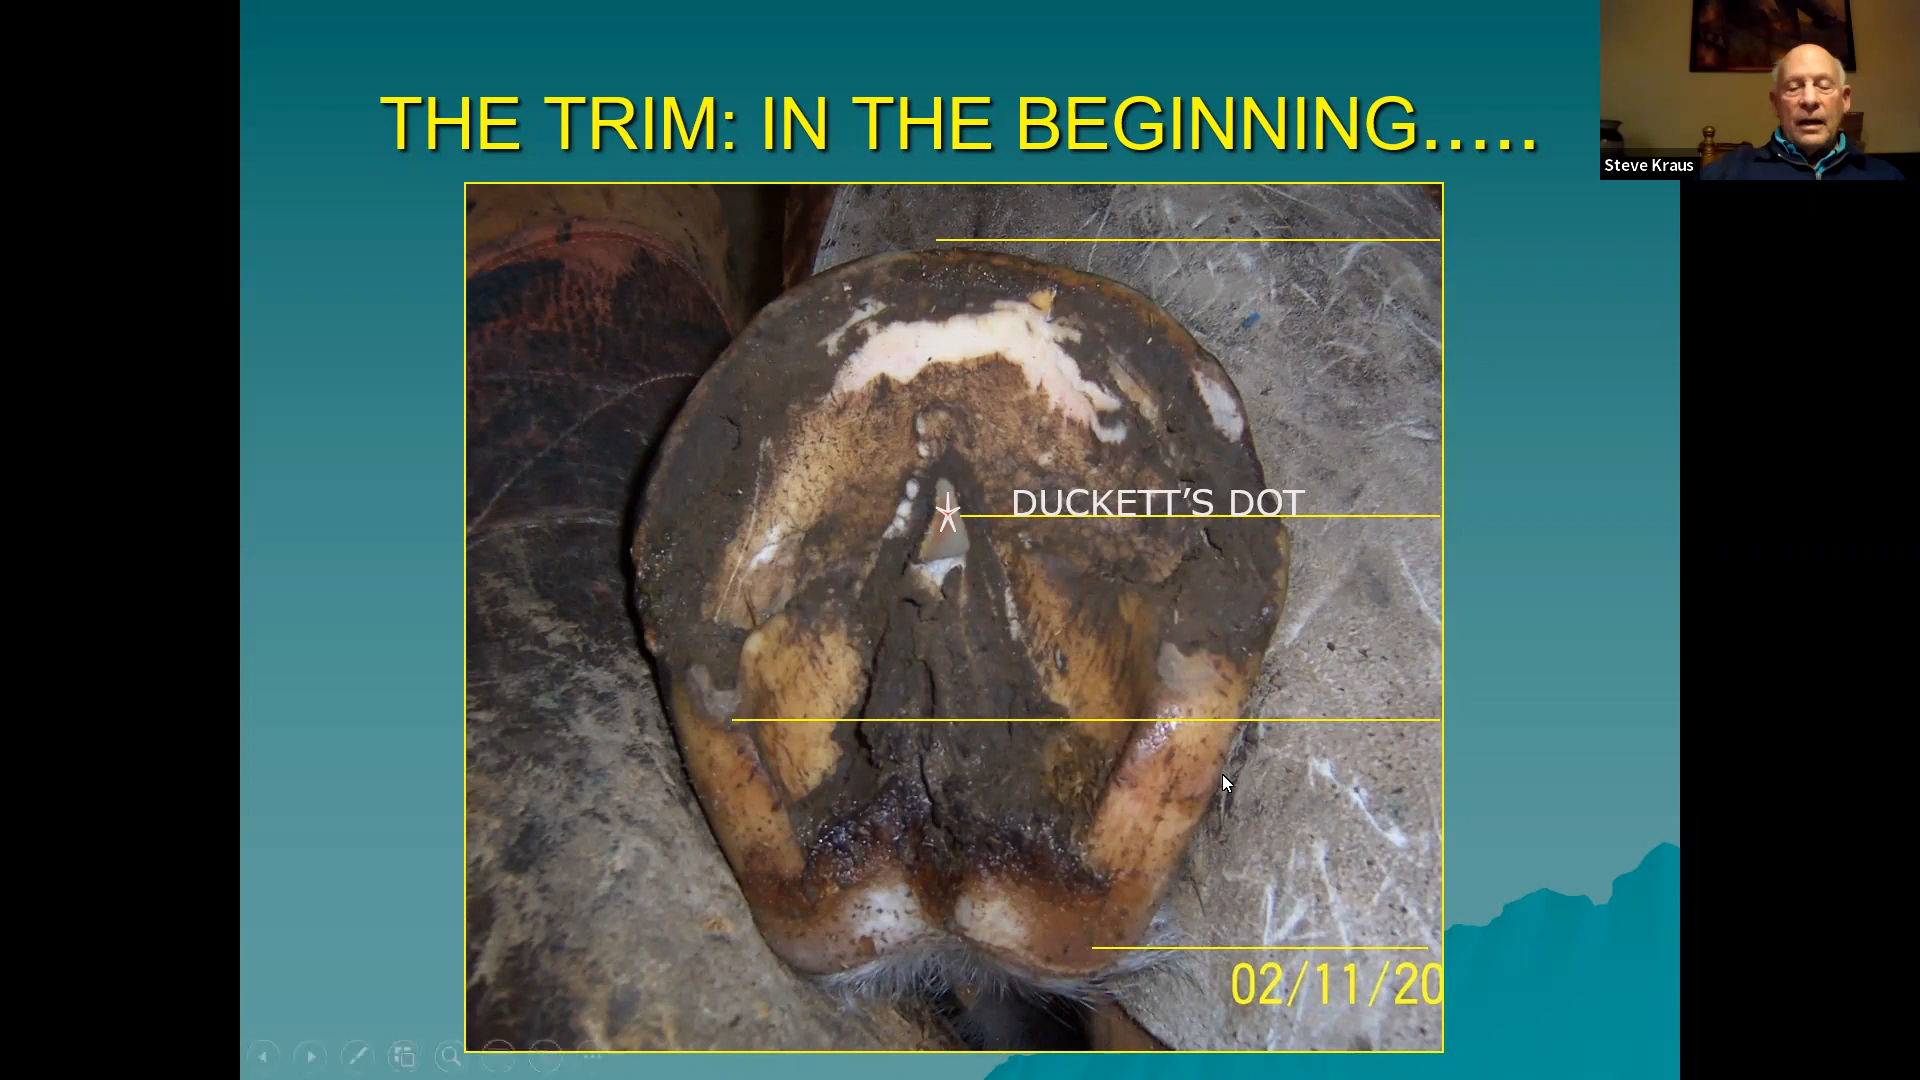 THE TRIM: IN THE BEGINNING.....
Steve Kraus
DUCKETT’S DOT
02/11/20